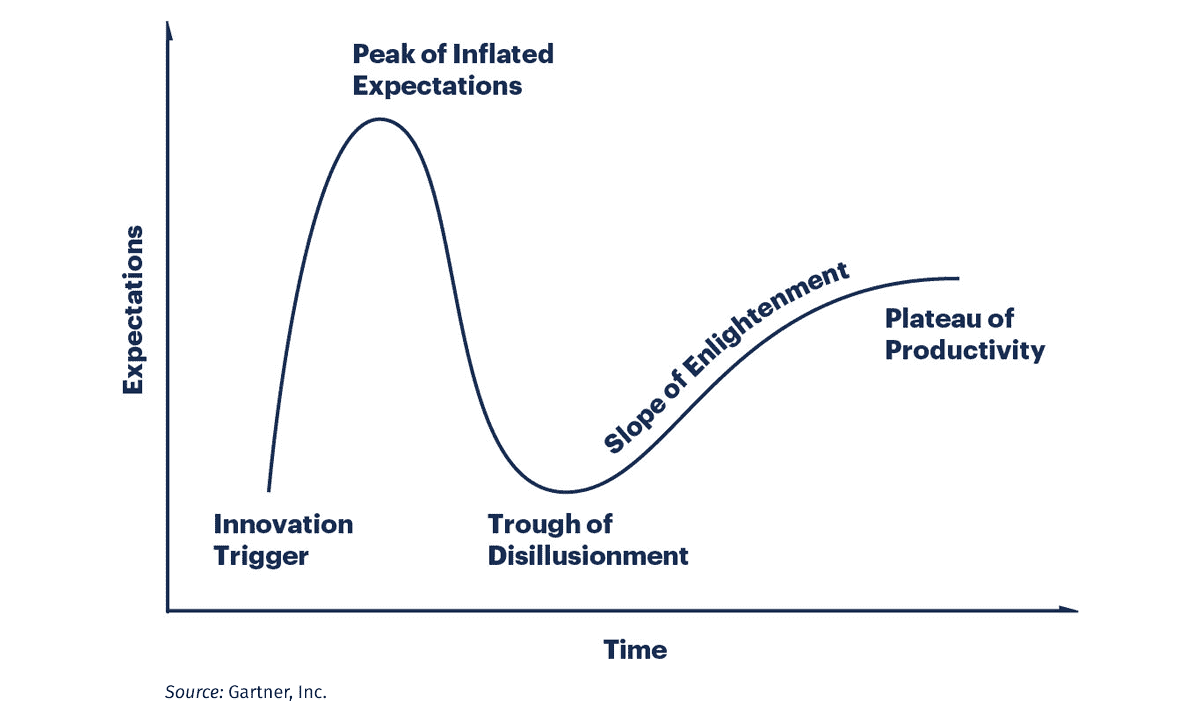 Peak of Inflated
Expectations
Expectations
Slope of Enlightenment
Plateau of
Productivity
Innovation
Trigger
Trough of
Disillusionment
Time
Source: Gartner, Inc.